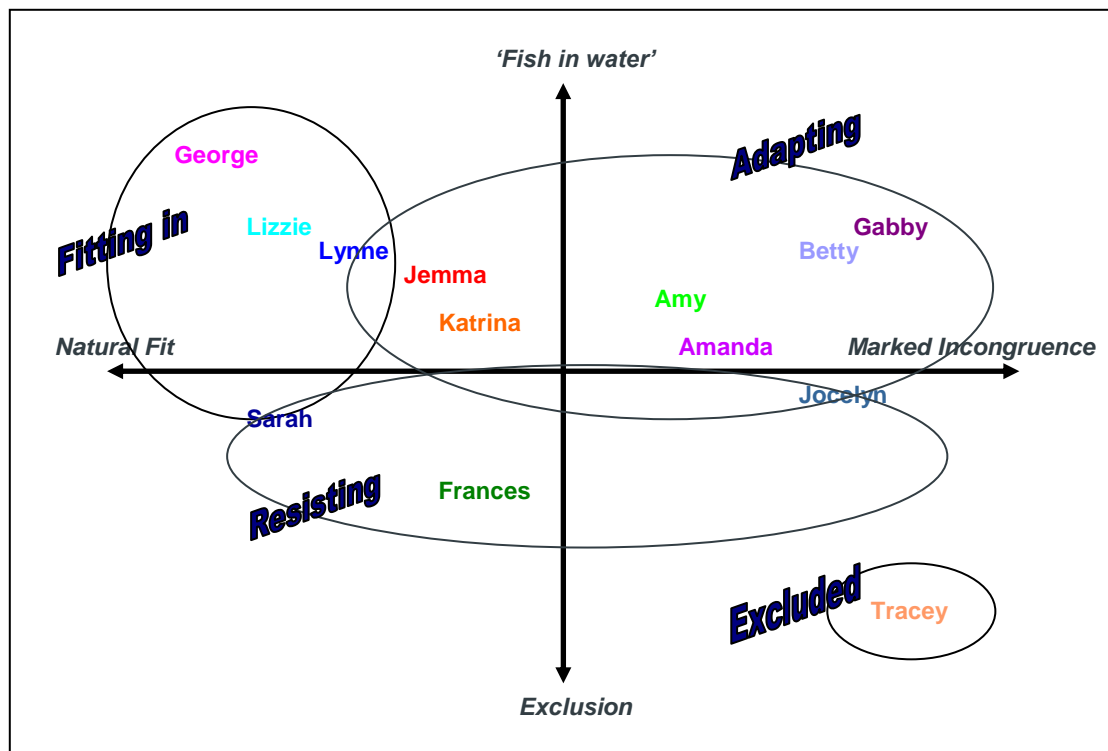 ‘Fish in water’
Adapting
George
Fitting in
Lizzie
Gabby
Lynne
Betty
Jemma
Amy
Katrina
Natural Fit
Amanda
Marked Incongruence
Jocelyn
Sarah
Resisting
Frances
Excluded
Tracey
Exclusion